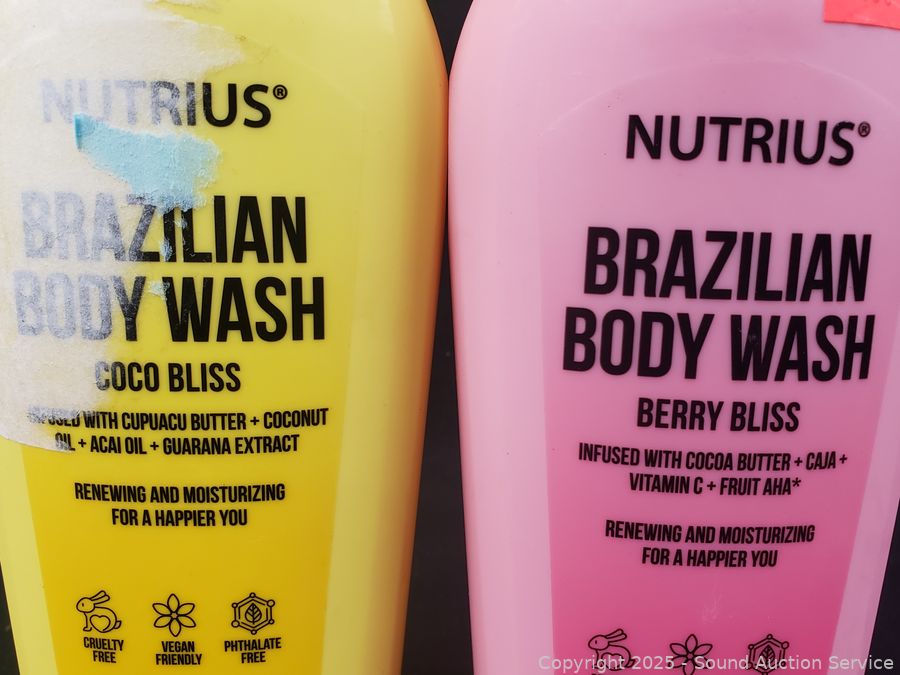 NUTRIUS®
BRAZILIAN
BODY WASH
COCO BLISS
INFUSED WITH CUPUACU BUTTER + COCONUT
OIL + ACAI OIL + GUARANA EXTRACT
RENEWING AND MOISTURIZING
FOR A HAPPIER YOU
CRUELTY
FREE
VEGAN
FRIENDLY
PHTHALATE
FREE
NUTRIUS®
BRAZILIAN
BODY WASH
BERRY BLISS
INFUSED WITH COCOA BUTTER + CAJA +
VITAMIN C + FRUIT AHA*
RENEWING AND MOISTURIZING
FOR A HAPPIER YOU
Copyright 2025 - Sound Auction Service